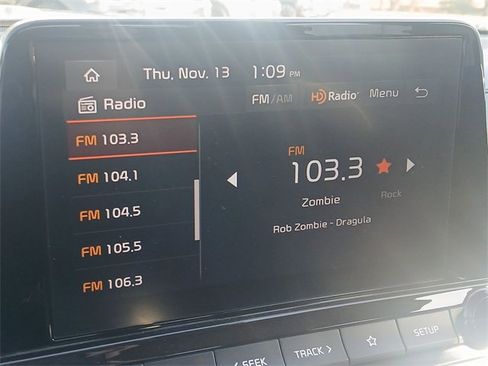 Thu, Nov, 13 1:09 PM
Radio FM/AM HD Radio Menu
FM 103.3
FM 104.1
FM 104.5
FM 105.5
FM 106.3
FM
103.3
Zombie Rock
Rob Zombie - Dragula
< SEEK TRACK > SETUP